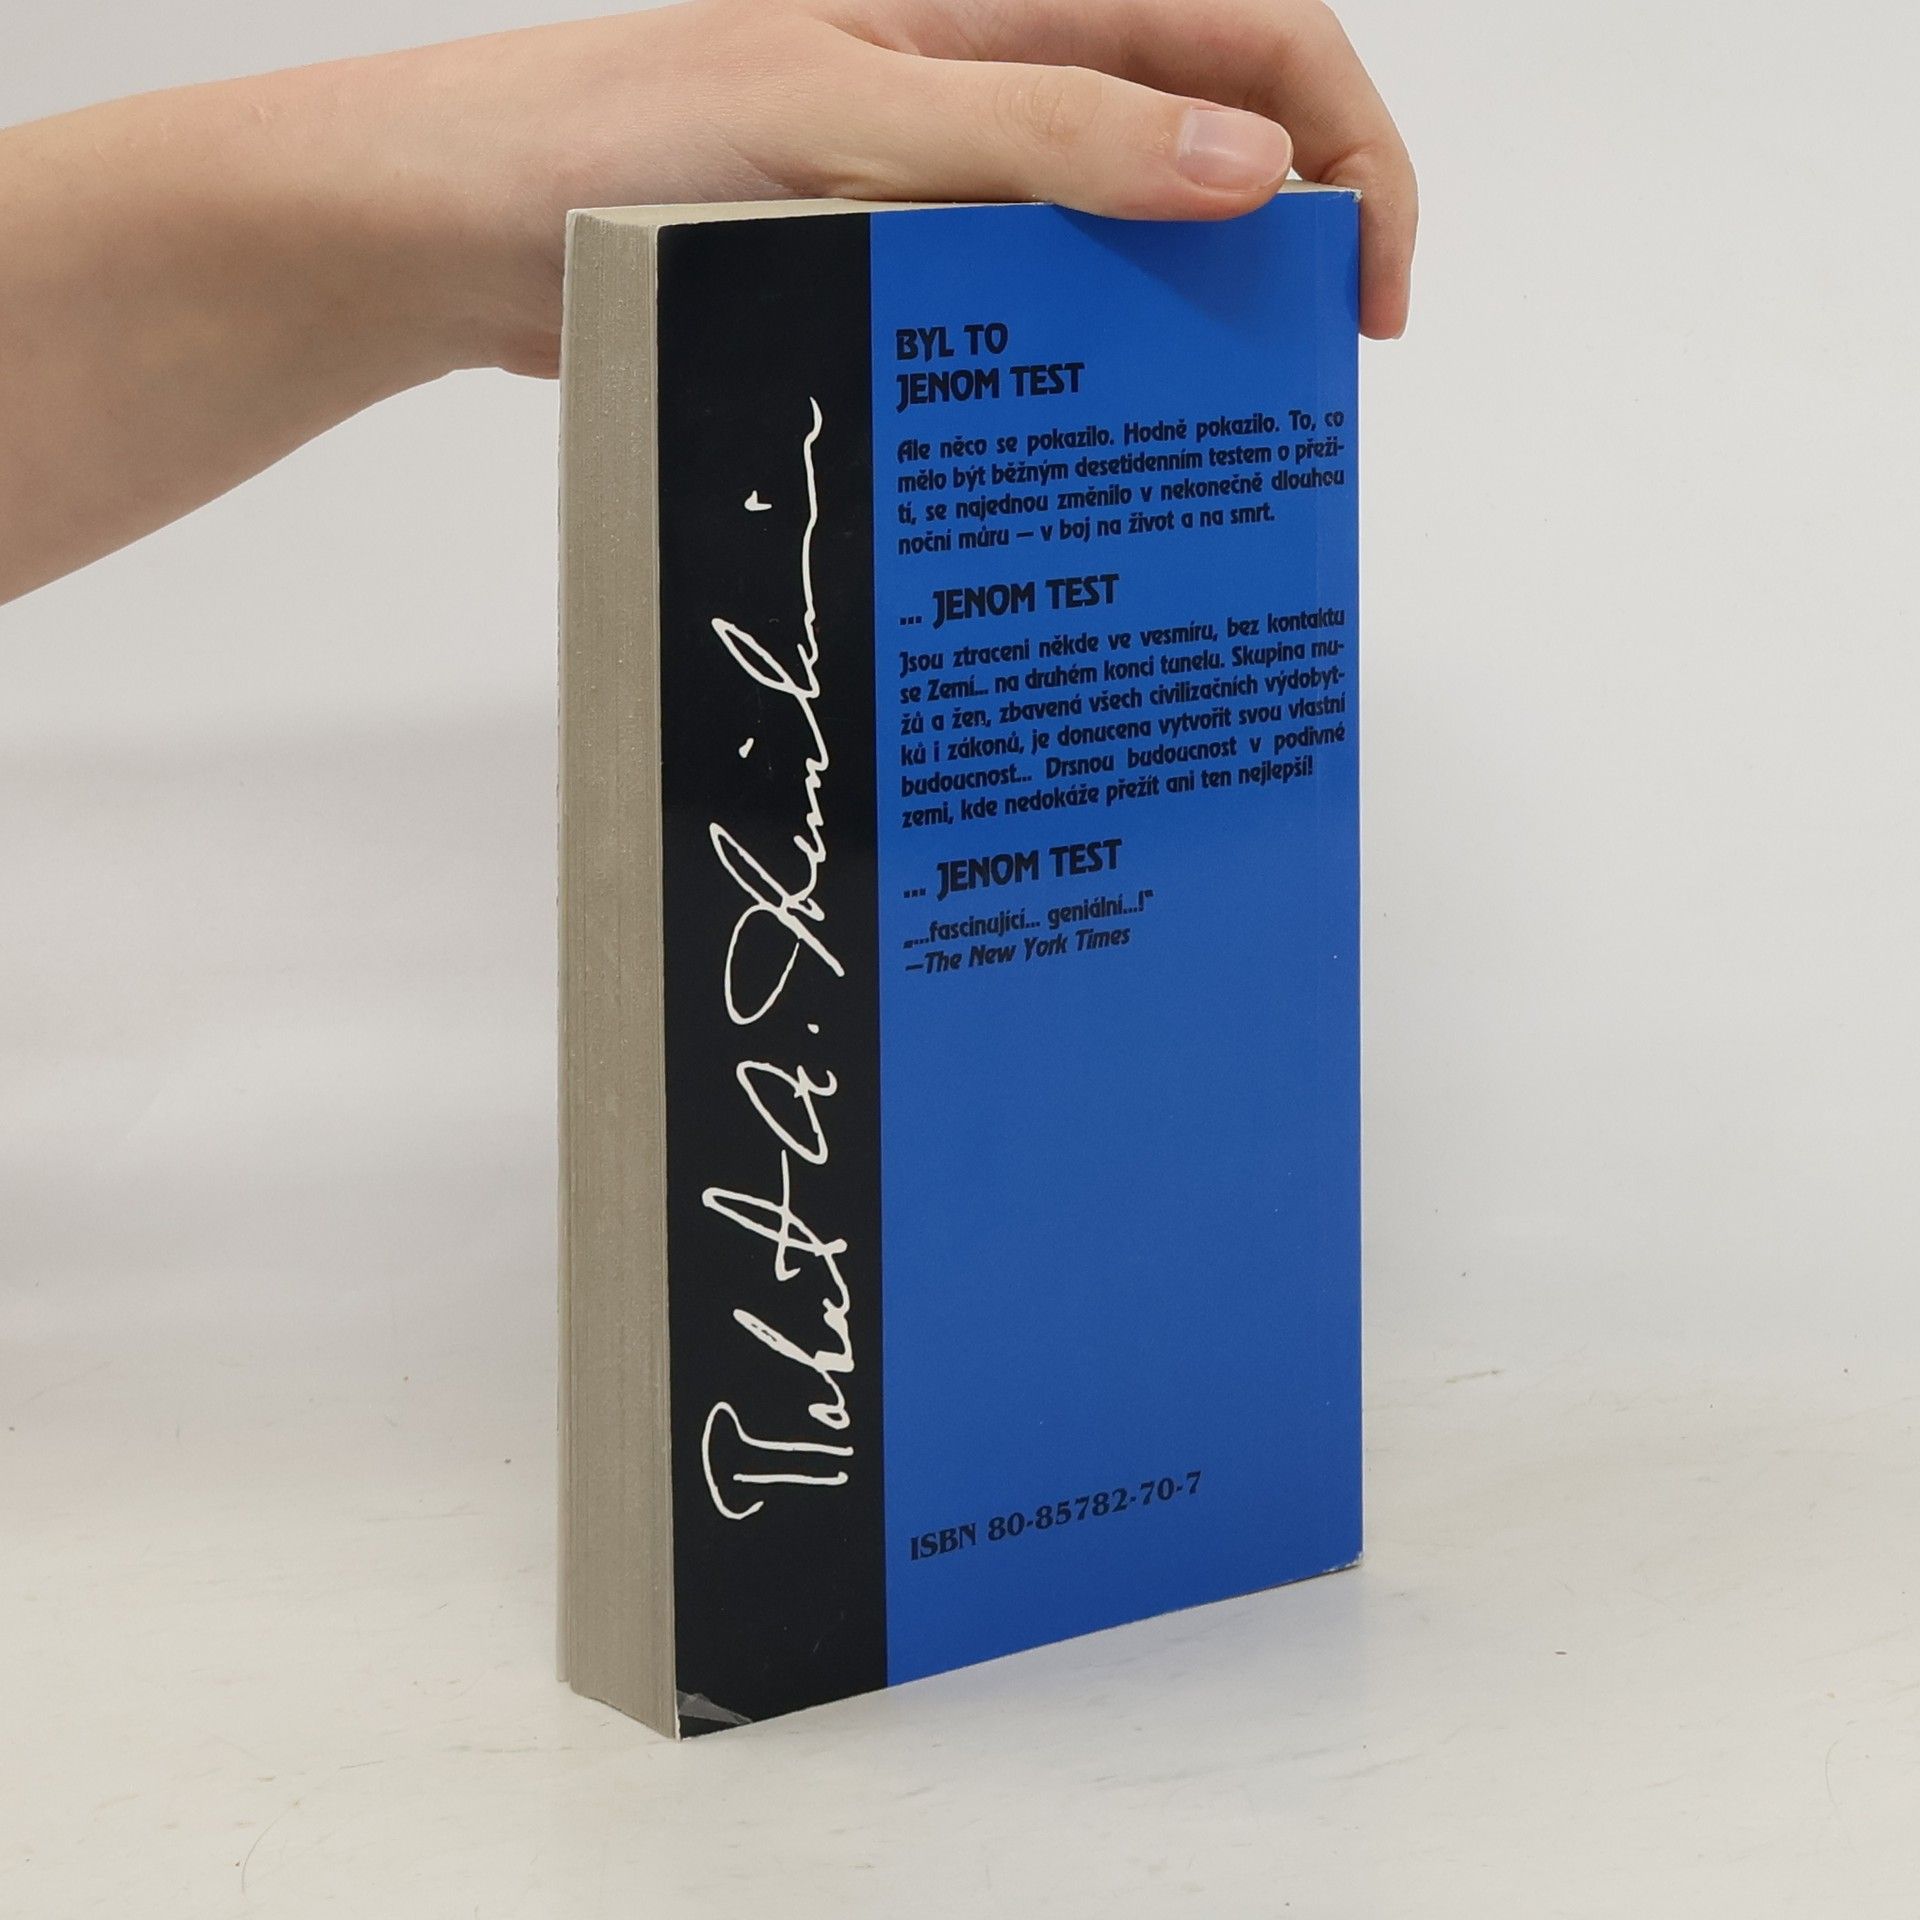 BYL TO
JENOM TEST
Ale něco se pokazilo. Hodně pokazilo. To, co
mělo být běžným desetidenním testem o přeži-
tí, se najednou změnilo v nekonečně dlouhou
noční můru — v boj na život a na smrt.
... JENOM TEST
Jsou ztraceni někde ve vesmíru, bez kontaktu
se Zemí... na druhém konci tunelu. Skupina mu-
žů a žen, zbavená všech civilizačních výdobyt-
ků i zákonů, je donucena vytvořit svou vlastní
budoucnost... Drsnou budoucnost v podivné
zemi, kde nedokáže přežít ani ten nejlepší!
... JENOM TEST
„...fascinující... geniální...!“
—The New York Times
ISBN 80-85782-70-7
Robert A. Heinlein